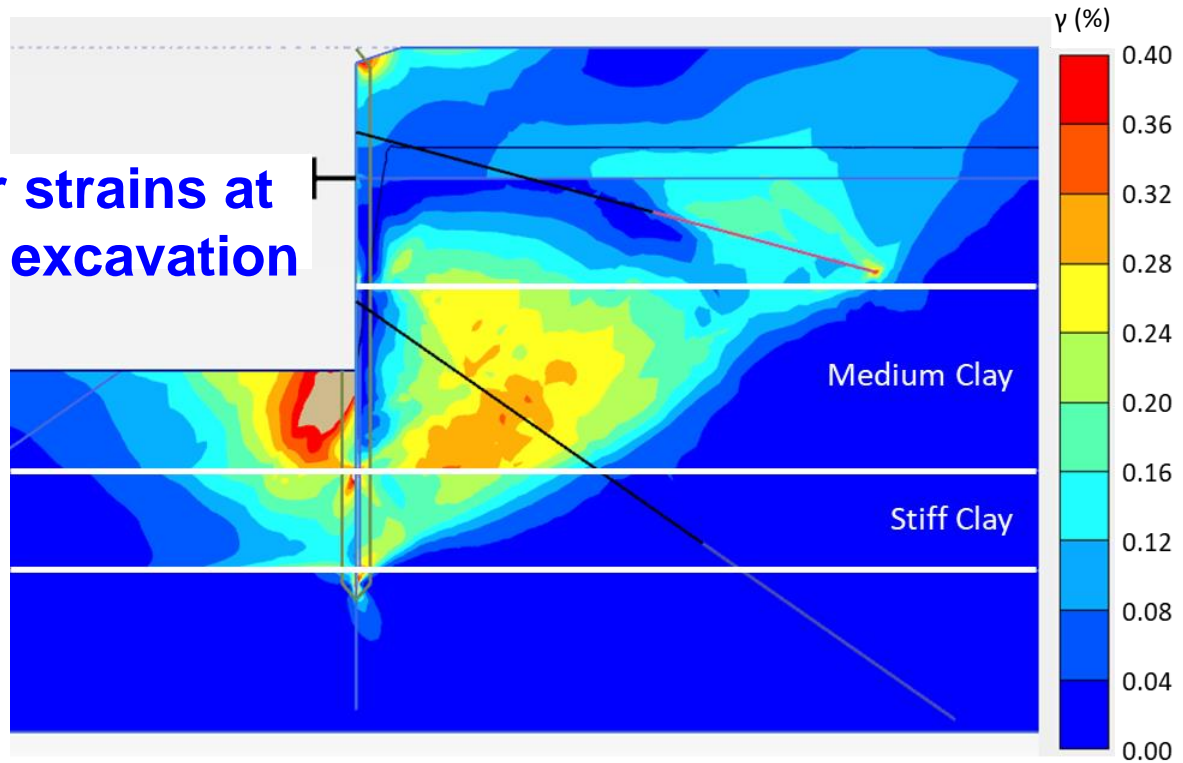 γ (%)
0.40
0.36
strains at
0.32
excavation
0.28
0.24
Medium Clay
0.20
0.16
Stiff Clay
0.12
0.08
0.04
0.00